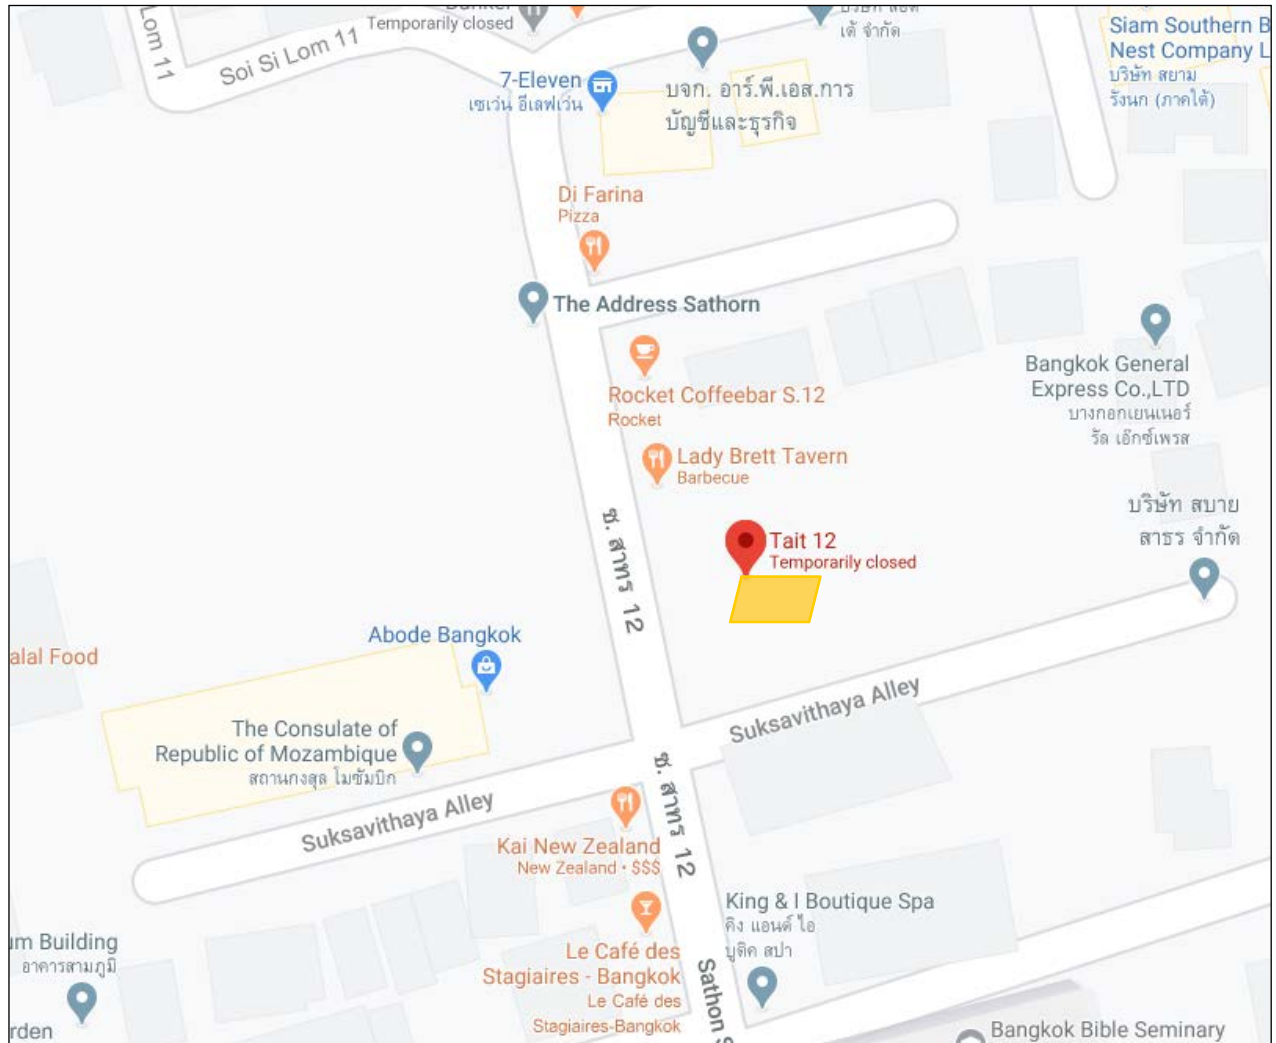 Temporarily closed
เต้ จำกัด
Siam Southern B
Nest Company L
บริษัท สยาม
รังนก (ภาคใต้)
Lom 11
Soi Si Lom 11
7-Eleven
เซเว่น อีเลฟเว่น
บจก. อาร์.พี.เอส.การ
บัญชีและธุรกิจ
Di Farina
Pizza
The Address Sathorn
Rocket Coffeebar S.12
Rocket
Bangkok General
Express Co.,LTD
บางกอกเยนเนอร์
รัล เอ๊กซ์เพรส
Lady Brett Tavern
Barbecue
บริษัท สบาย
สาธร จำกัด
ซ. สาทร 12
Tait 12
Temporarily closed
Abode Bangkok
alal Food
The Consulate of
Republic of Mozambique
สถานกงสุล โมซัมบิก
Suksavithaya Alley
Suksavithaya Alley
ซ. สาทร 12
Kai New Zealand
New Zealand • $$$
King & I Boutique Spa
คิง แอนด์ ไอ
บูติค สปา
um Building
อาคารสามภูมิ
Le Café des
Stagiaires - Bangkok
Le Café des
Stagiaires-Bangkok
Sathon S
rden
Bangkok Bible Seminary